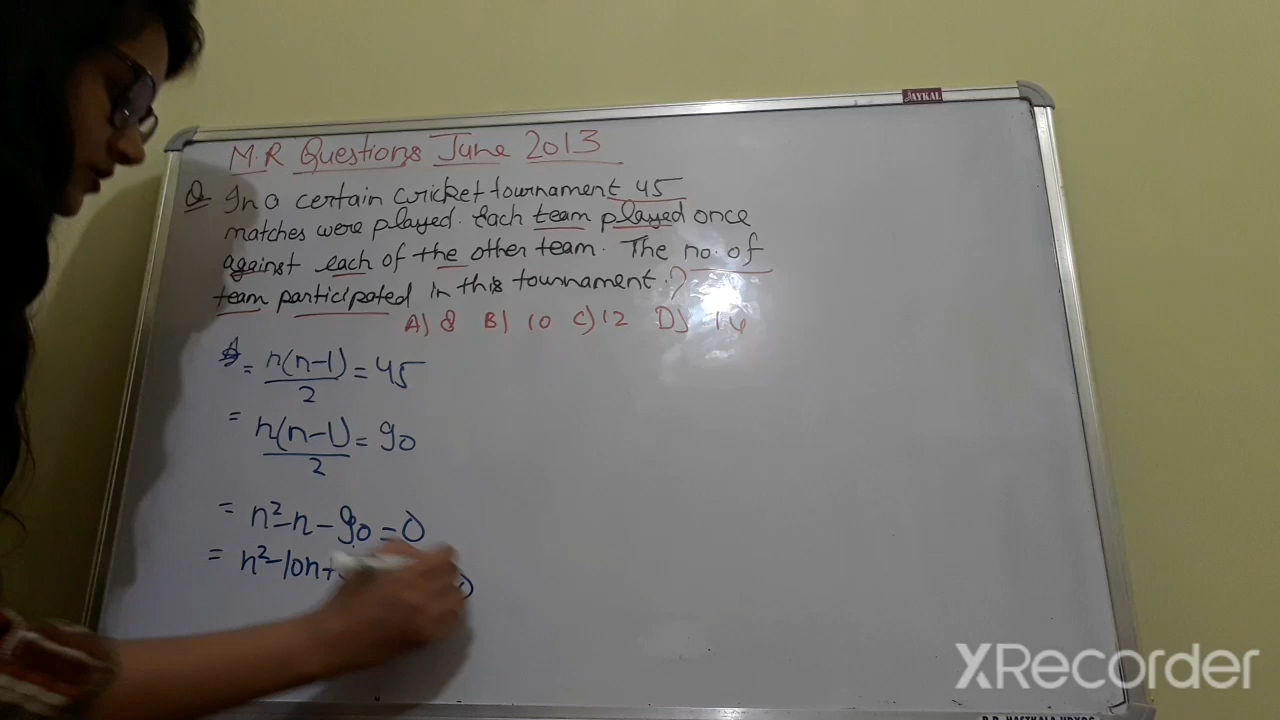 JAYKAL
M.R Questions June 2013
Q In a certain cricket tournament 45
matches were played. Each team played once
against each of the other team. The no. of
team participated in this tournament.?
A) 8 B) 10 C) 12 D) 14
= n(n-1)/2 = 45
= n(n-1)/2 = 90
= n²-n-90=0
= n²-10n+
XRecorder